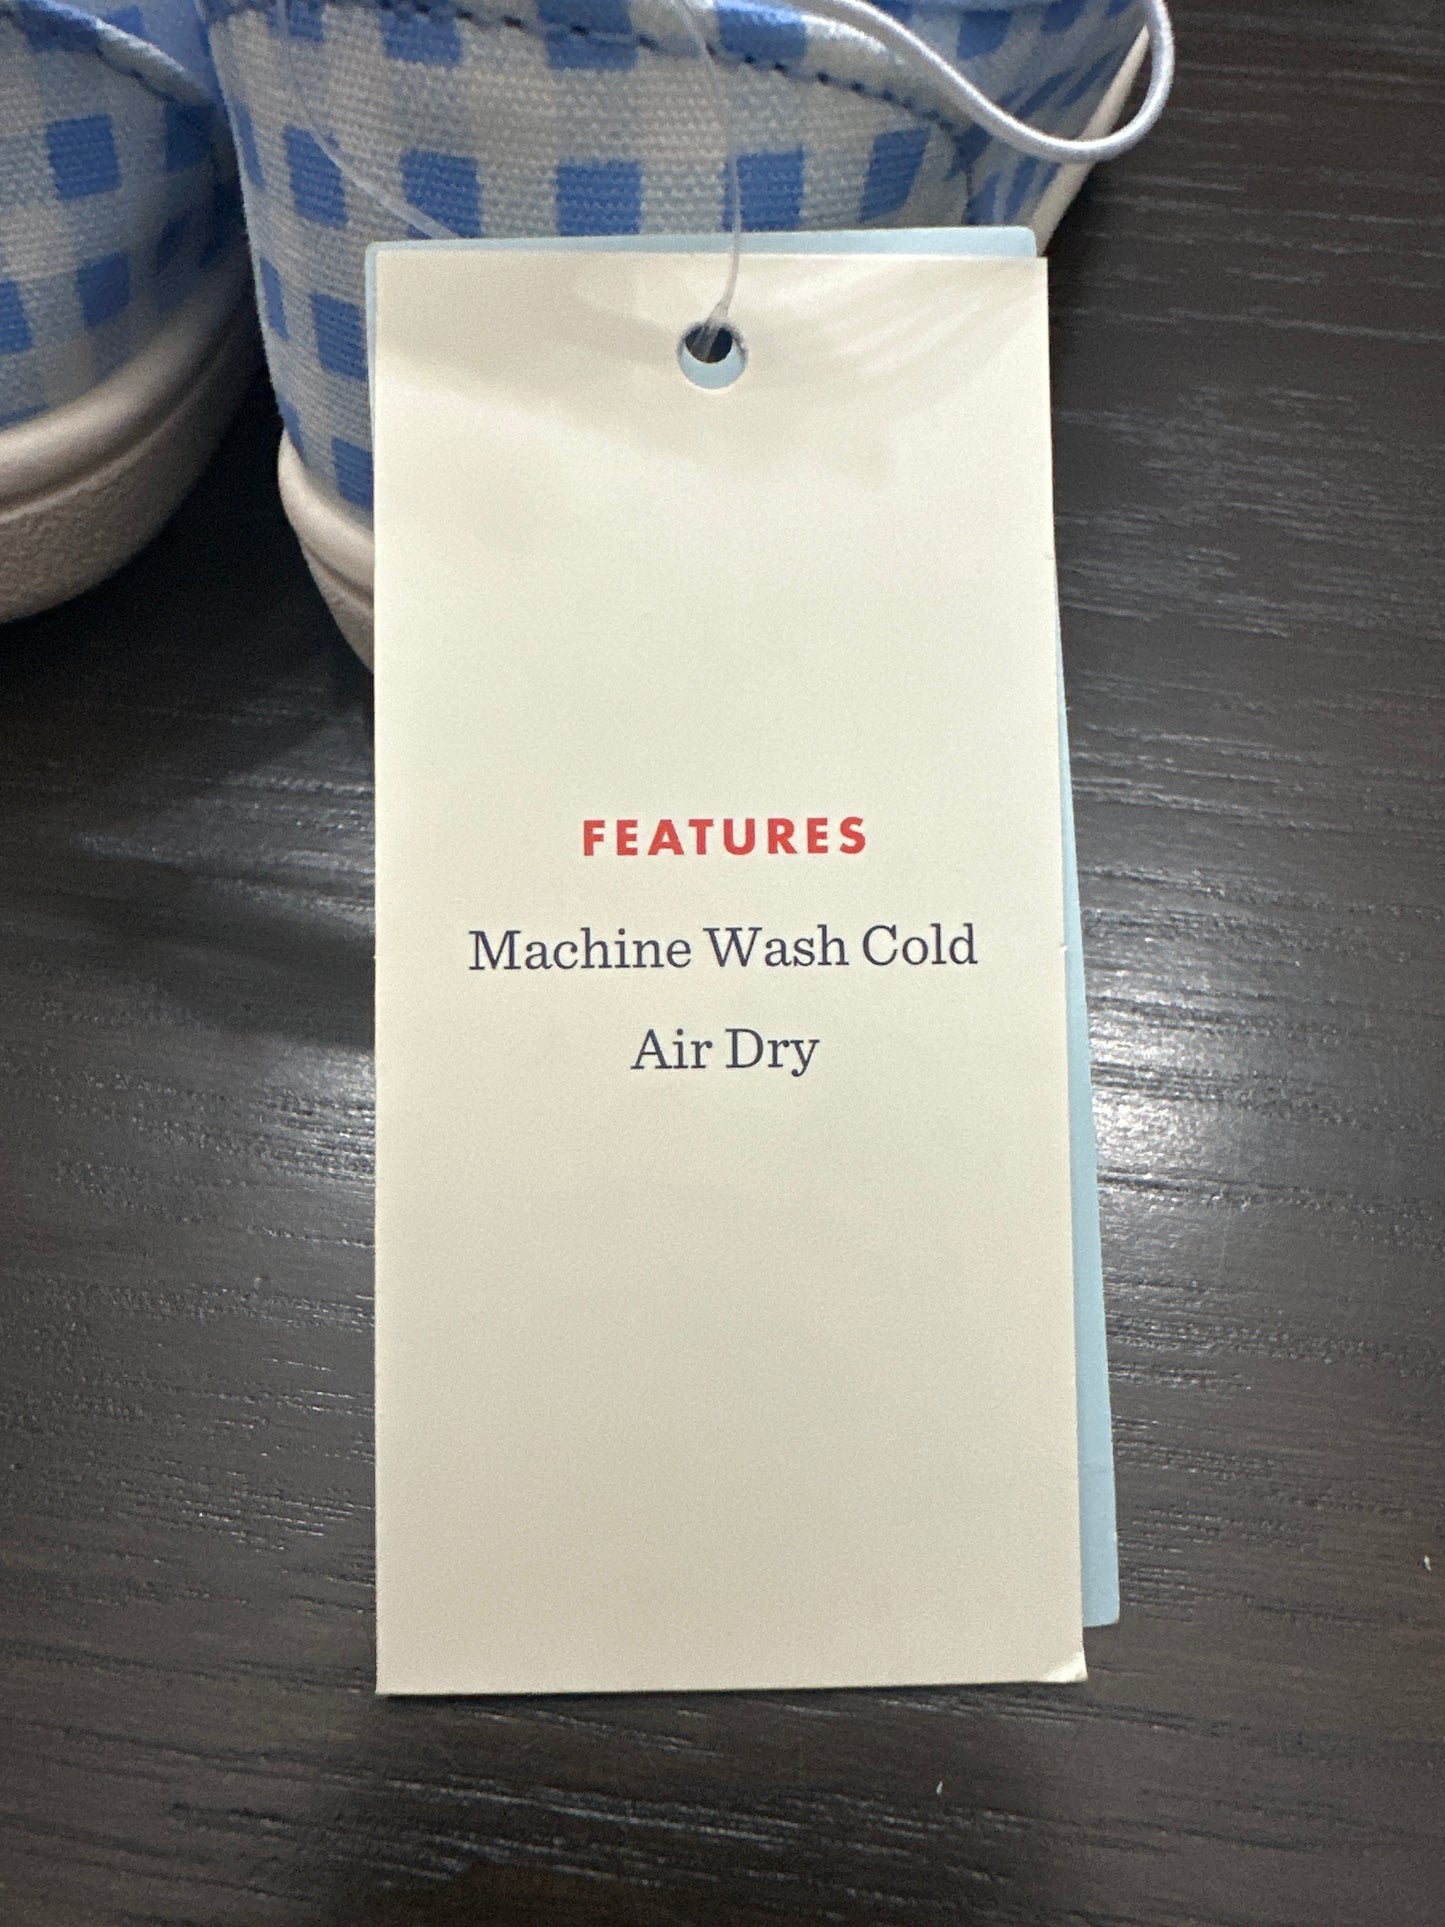 FEATURES
Machine Wash Cold
Air Dry